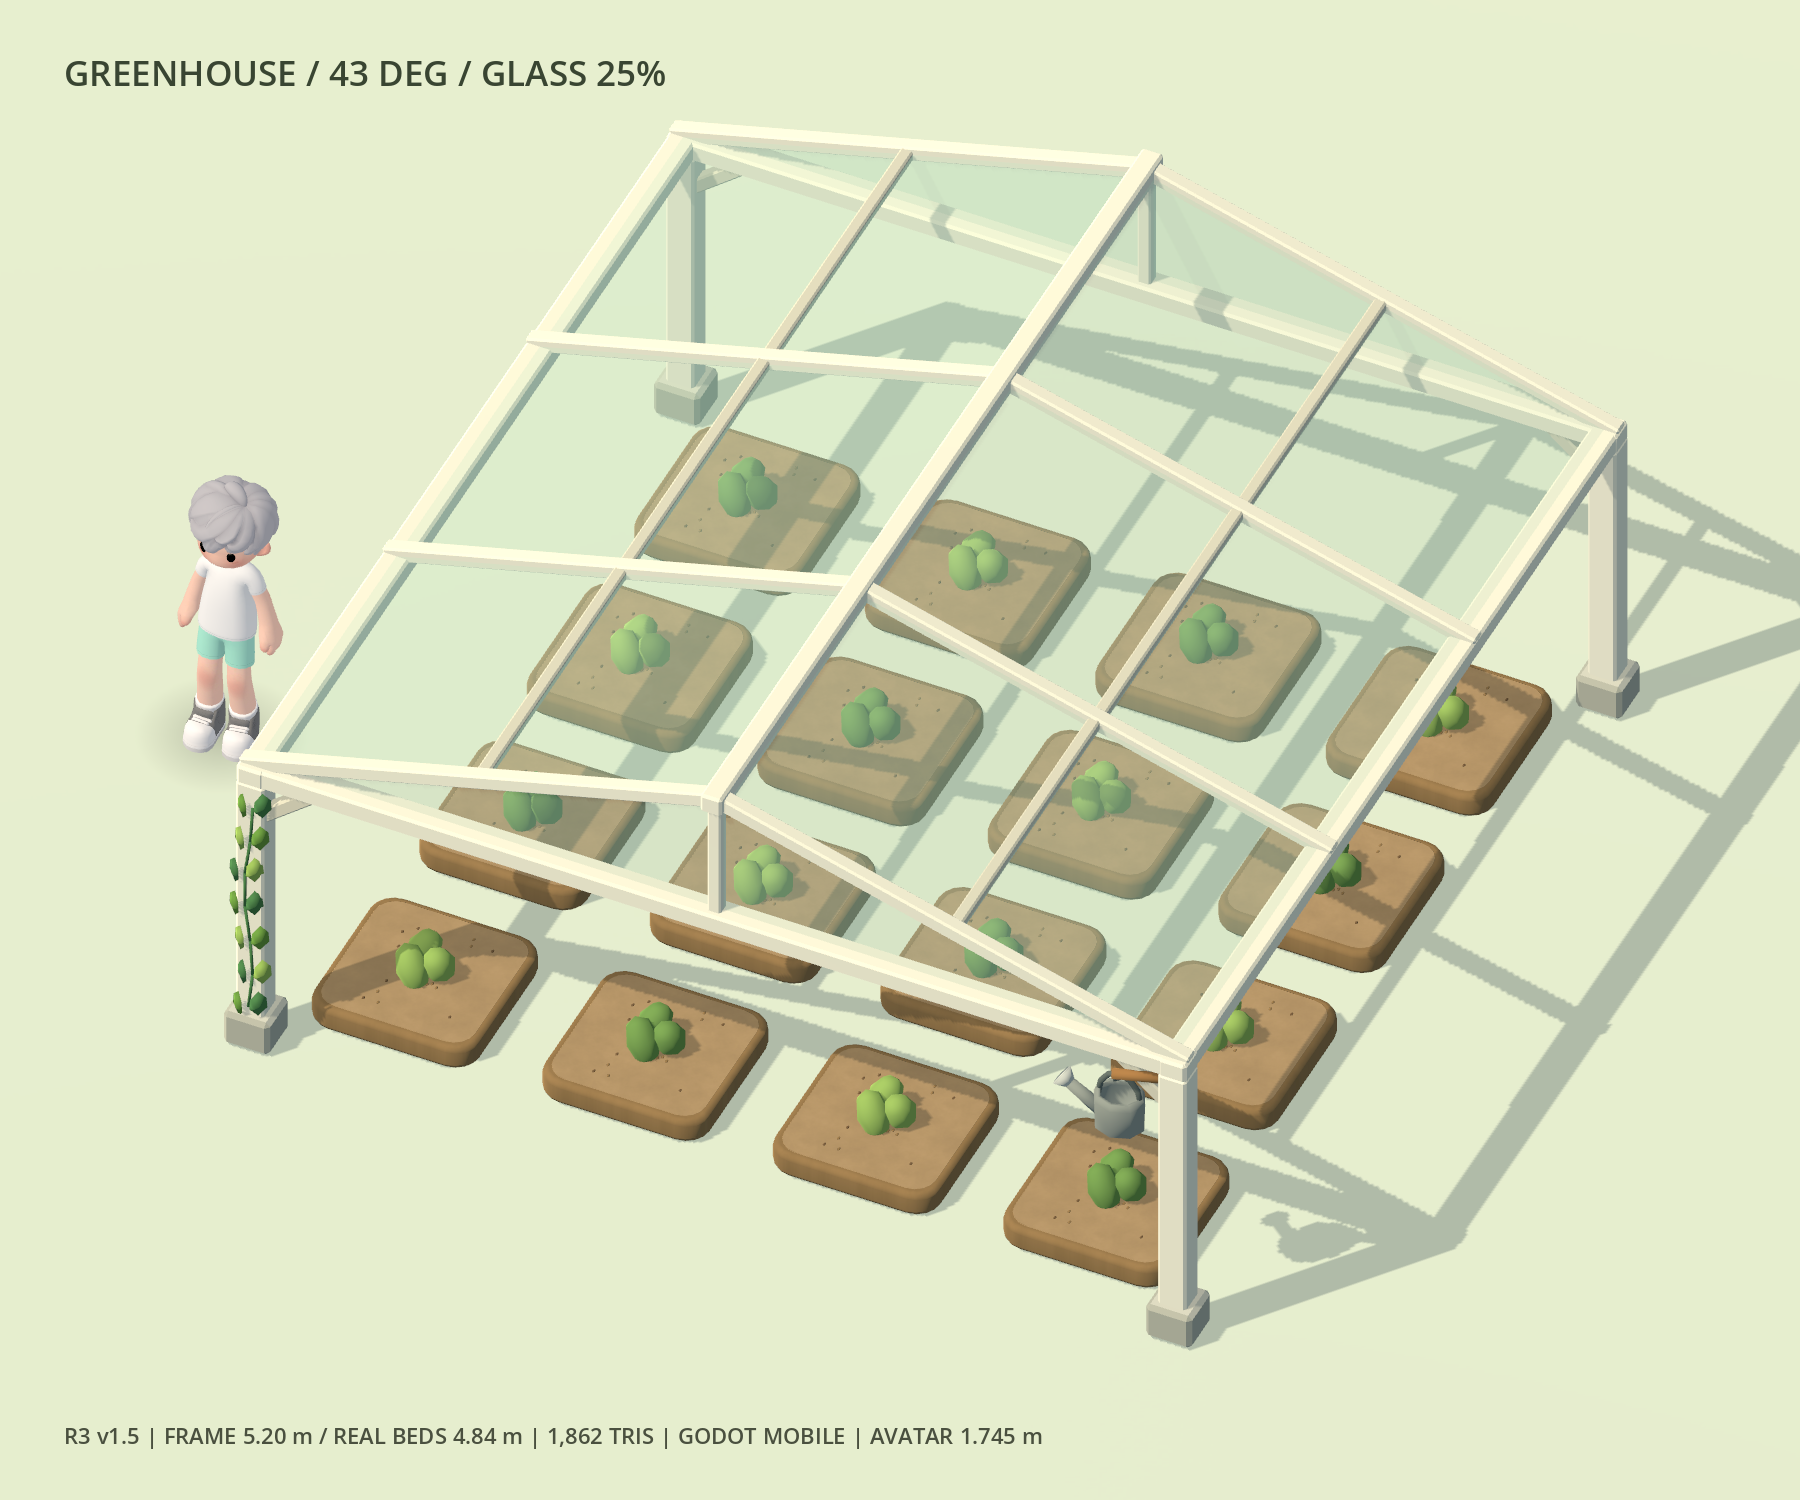 GREENHOUSE / 43 DEG / GLASS 25%
R3 v1.5 | FRAME 5.20 m / REAL BEDS 4.84 m | 1,862 TRIS | GODOT MOBILE | AVATAR 1.745 m